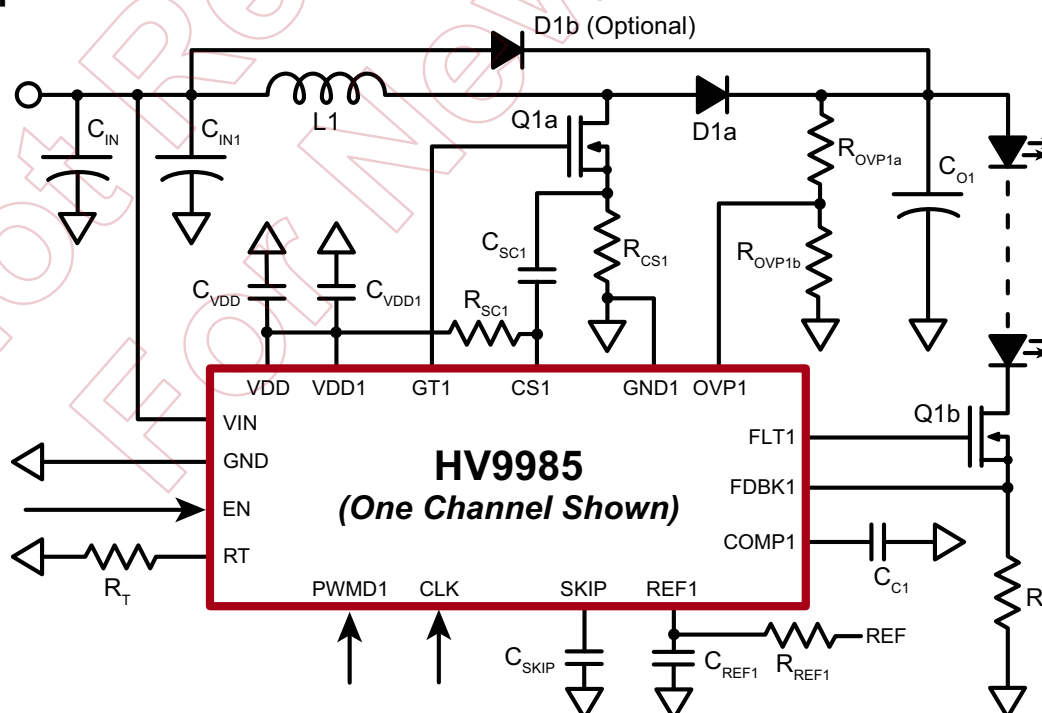 D1b (Optional)
L1
Q1a
D1a
CIN
CIN1
ROVP1a
CO1
CSC1
RCS1
ROVP1b
CVDD
CVDD1
RSC1
VDD
VDD1
GT1
CS1
GND1
OVP1
Q1b
VIN
FLT1
GND
HV9985
FDBK1
(One Channel Shown)
EN
COMP1
RT
RT
CC1
PWMD1
CLK
SKIP
REF1
R
REF
CSKIP
CREF1
RREF1
For New